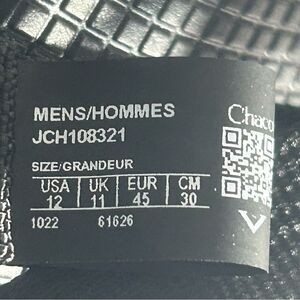 MENS/HOMMES
Chaco
JCH108321
SIZE/GRANDEUR
USA UK EUR CM
12 11 45 30
1022 61626